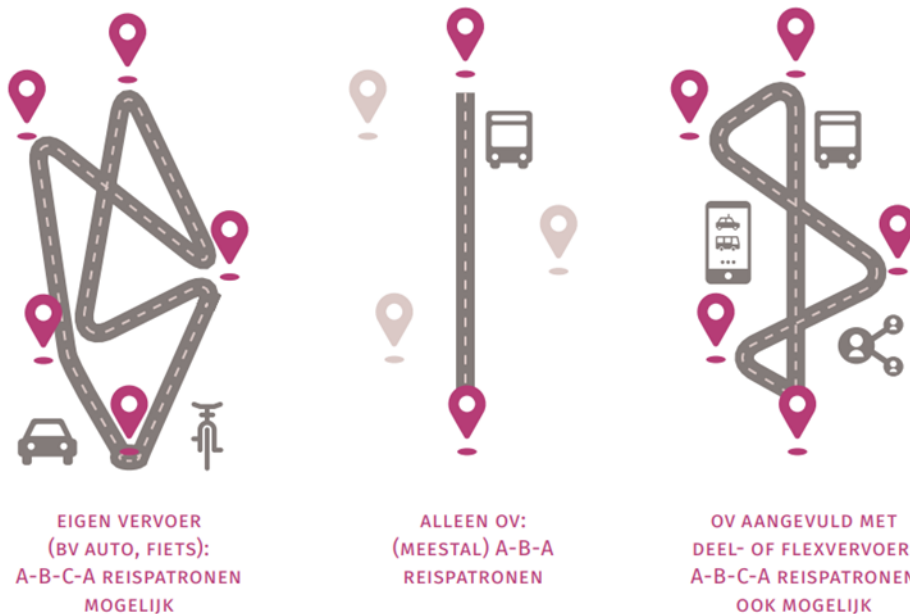 EIGEN VERVOER
(BV AUTO, FIETS):
A-B-C-A REISPATRONEN
MOGELIJK
ALLEEN OV:
(MEESTAL) A-B-A
REISPATRONEN
OV AANGEVULD MET
DEEL- OF FLEXVERVOER
A-B-C-A REISPATRONEN
OOK MOGELIJK